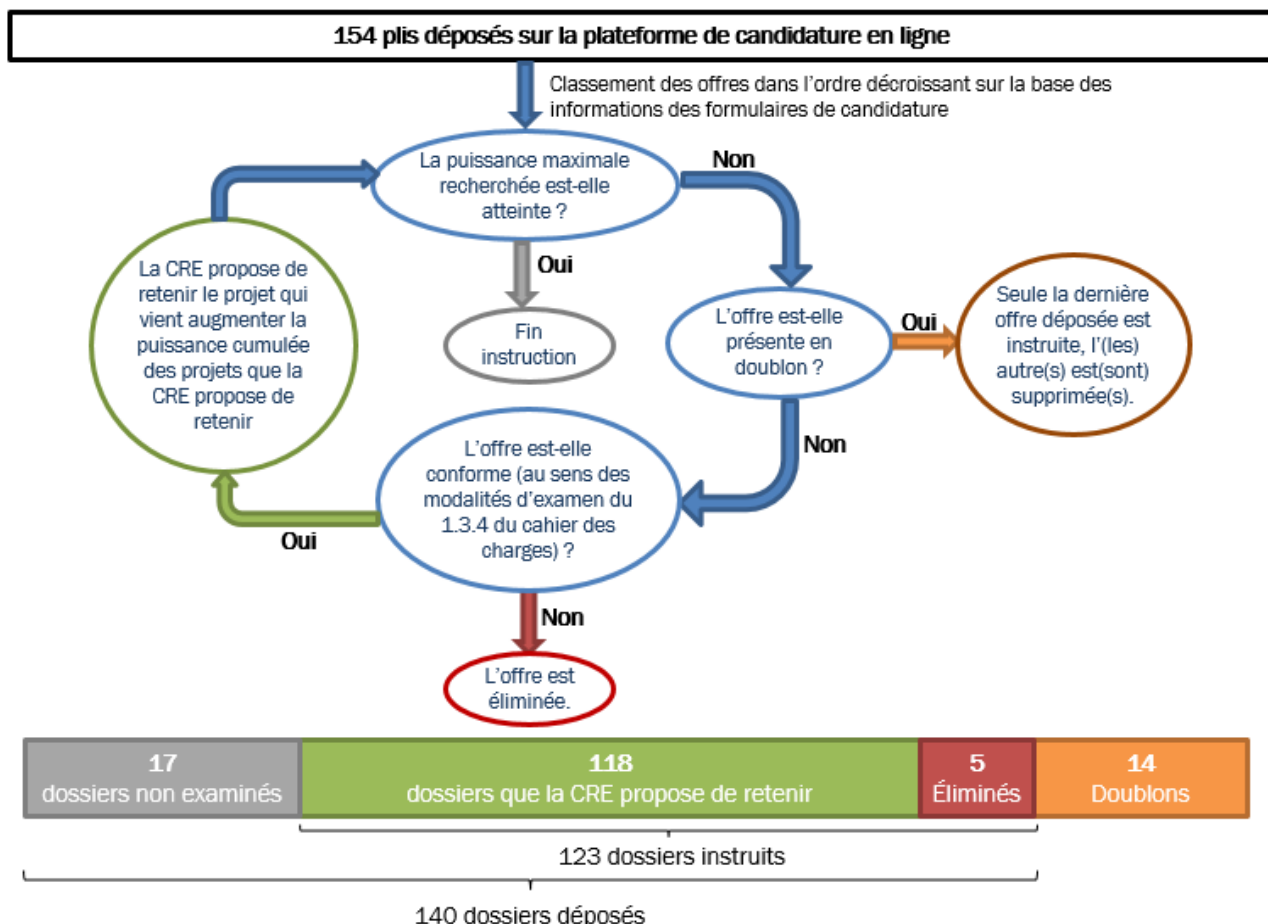 154 plis déposés sur la plateforme de candidature en ligne
Classement des offres dans l'ordre décroissant sur la base des
informations des formulaires de candidature
La puissance maximale
recherchée est-elle
atteinte ?
Non
Oui
Fin
instruction
La CRE propose de
retenir le projet qui
vient augmenter la
puissance cumulée
des projets que la
CRE propose de
retenir
L'offre est-elle
présente en
doublon ?
Oui
Seule la dernière
offre déposée est
instruite, l'(les)
autre(s) est(sont)
supprimée(s).
Non
L'offre est-elle
conforme (au sens des
modalités d'examen du
1.3.4 du cahier des
charges) ?
Oui
Non
L'offre est
éliminée.
17
dossiers non examinés
118
dossiers que la CRE propose de retenir
5
Éliminés
14
Doublons
123 dossiers instruits
140 dossiers déposés